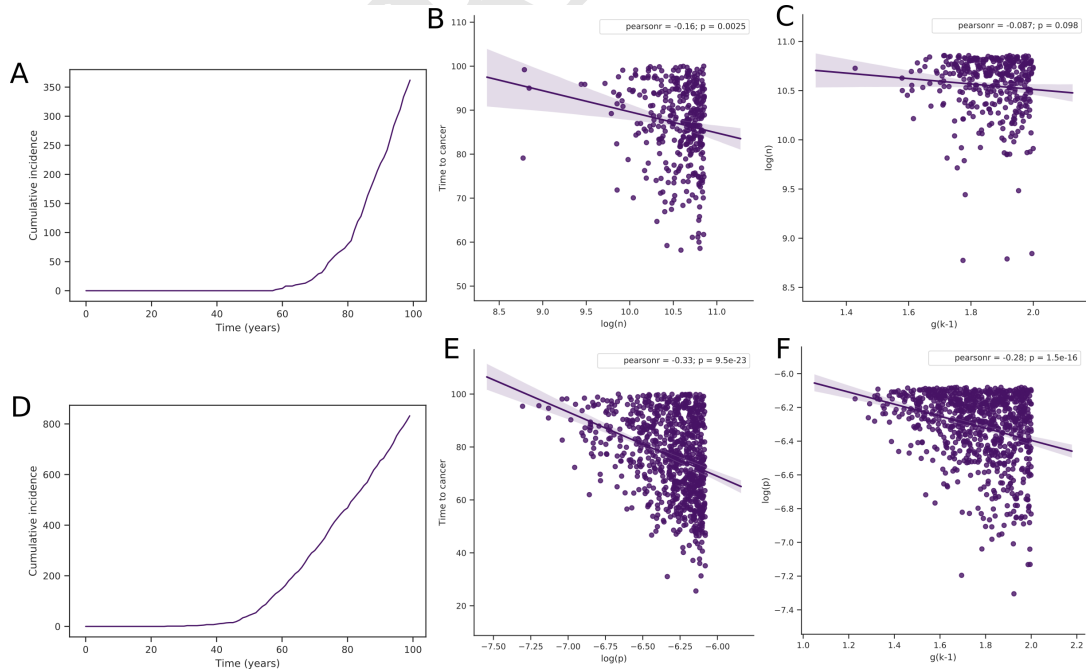 A
Cumulative incidence
350
300
250
200
150
100
50
0
0 20 40 60 80 100
Time (years)
B
pearsonr = -0.16; p = 0.0025
Time to cancer
110
100
90
80
70
60
50
8.5 9.0 9.5 10.0 10.5 11.0
log(n)
C
pearsonr = -0.087; p = 0.098
log(n)
11.0
10.5
10.0
9.5
9.0
8.5
1.4 1.6 1.8 2.0
g(k-1)
D
Cumulative incidence
800
600
400
200
0
0 20 40 60 80 100
Time (years)
E
pearsonr = -0.33; p = 9.5e-23
Time to cancer
100
80
60
40
20
−7.50 −7.25 −7.00 −6.75 −6.50 −6.25 −6.00
log(p)
F
pearsonr = -0.28; p = 1.5e-16
log(p)
−6.0
−6.2
−6.4
−6.6
−6.8
−7.0
−7.2
−7.4
1.0 1.2 1.4 1.6 1.8 2.0 2.2
g(k-1)